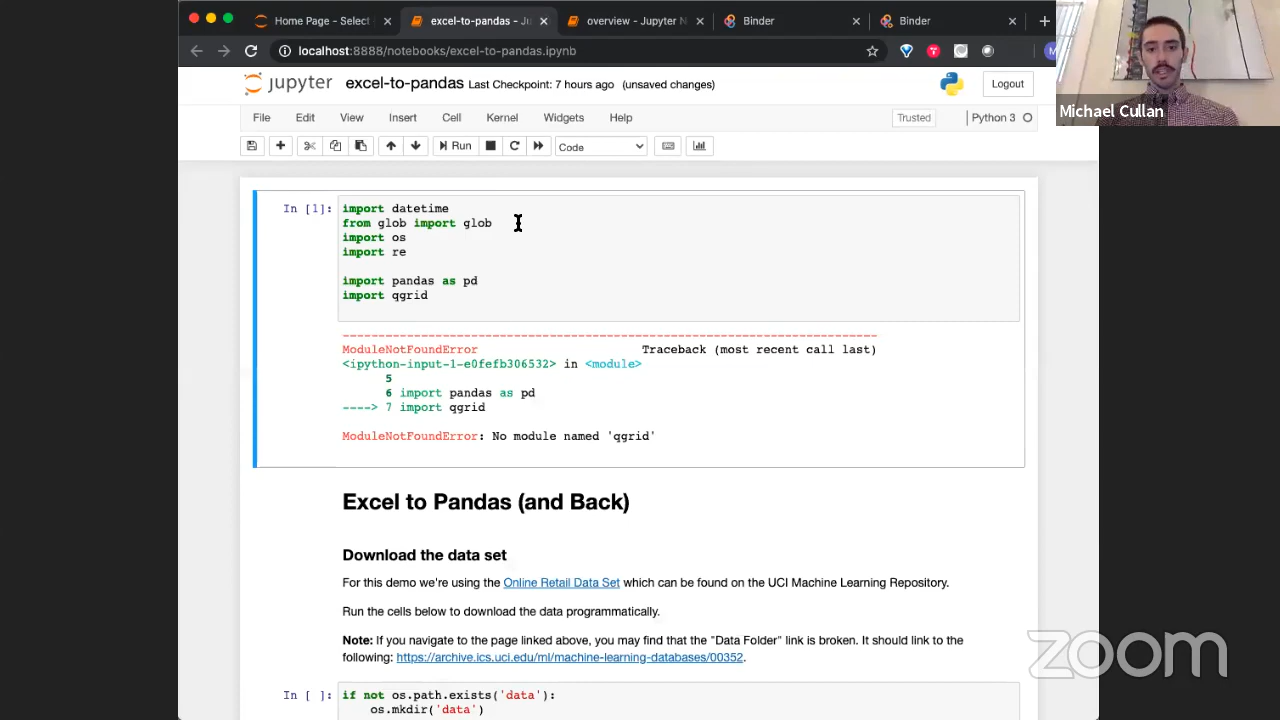 Home Page - Select
excel-to-pandas - Ju
overview - Jupyter N
Binder
Binder
localhost:8888/notebooks/excel-to-pandas.ipynb
M
jupyter excel-to-pandas Last Checkpoint: 7 hours ago (unsaved changes)
Logout
File Edit View Insert Cell Kernel Widgets Help
Trusted
Python 3
Run
Code
Michael Cullan
In [1]: import datetime
from glob import glob
import os
import re
import pandas as pd
import qgrid
---------------------------------------------------------------------------
ModuleNotFoundError Traceback (most recent call last)
<ipython-input-1-e0fefb306532> in <module>
5
6 import pandas as pd
----> 7 import qgrid
ModuleNotFoundError: No module named 'qgrid'
Excel to Pandas (and Back)
Download the data set
For this demo we're using the Online Retail Data Set which can be found on the UCI Machine Learning Repository.
Run the cells below to download the data programmatically.
Note: If you navigate to the page linked above, you may find that the "Data Folder" link is broken. It should link to the
following: https://archive.ics.uci.edu/ml/machine-learning-databases/00352.
In [ ]: if not os.path.exists('data'):
os.mkdir('data')
zoom